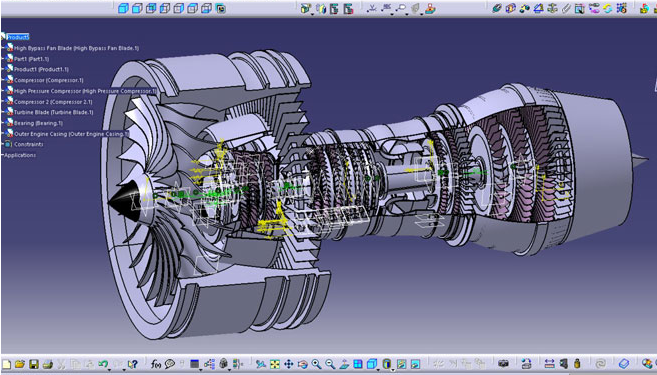 Product5
High Bypass Fan Blade (High Bypass Fan Blade.1)
Part1 (Part1.1)
Product1 (Product1.1)
Compressor (Compressor.1)
High Pressure Compressor (High Pressure Compressor.1)
Compressor 2 (Compressor 2.1)
Turbine Blade (Turbine Blade.1)
Bearing (Bearing.1)
Outer Engine Casing (Outer Engine Casing.1)
Constraints
Applications
f(x)